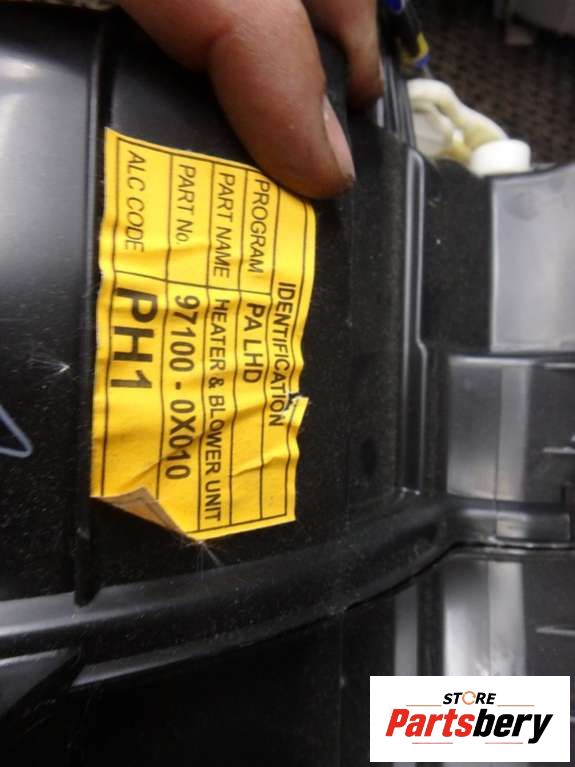 IDENTIFICATION
PROGRAM PA LHD
PART NAME HEATER & BLOWER UNIT
PART No. 97100 - 0X010
ALC CODE PH1
STORE
Partsbery